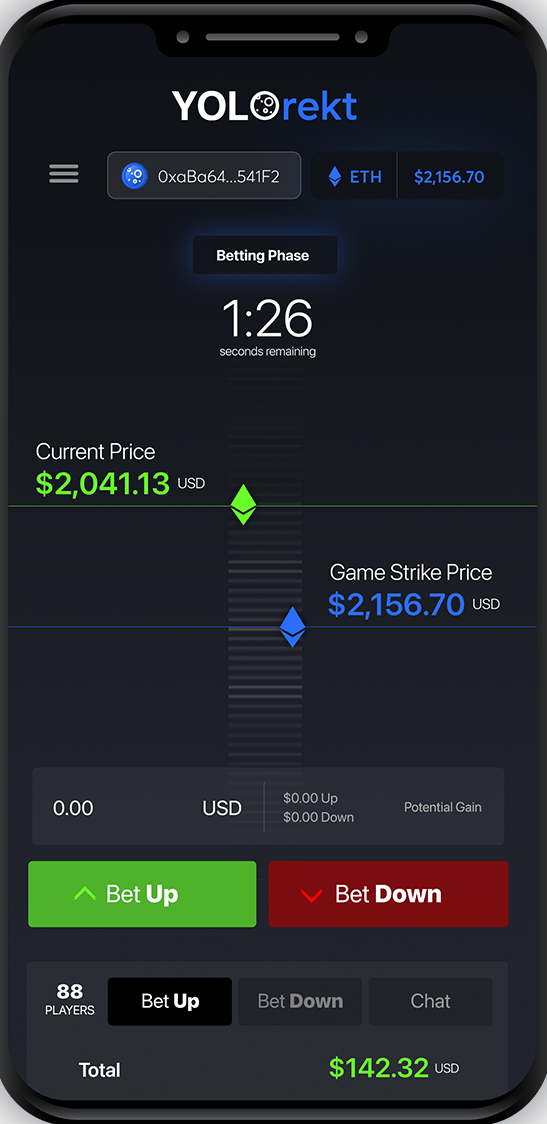 YOLOrekt
0xaBa64...541F2
ETH
$2,156.70
Betting Phase
1:26
seconds remaining
Current Price
$2,041.13 USD
Game Strike Price
$2,156.70 USD
0.00 USD
$0.00 Up
$0.00 Down
Potential Gain
Bet Up
Bet Down
88
PLAYERS
Bet Up
Bet Down
Chat
Total
$142.32 USD